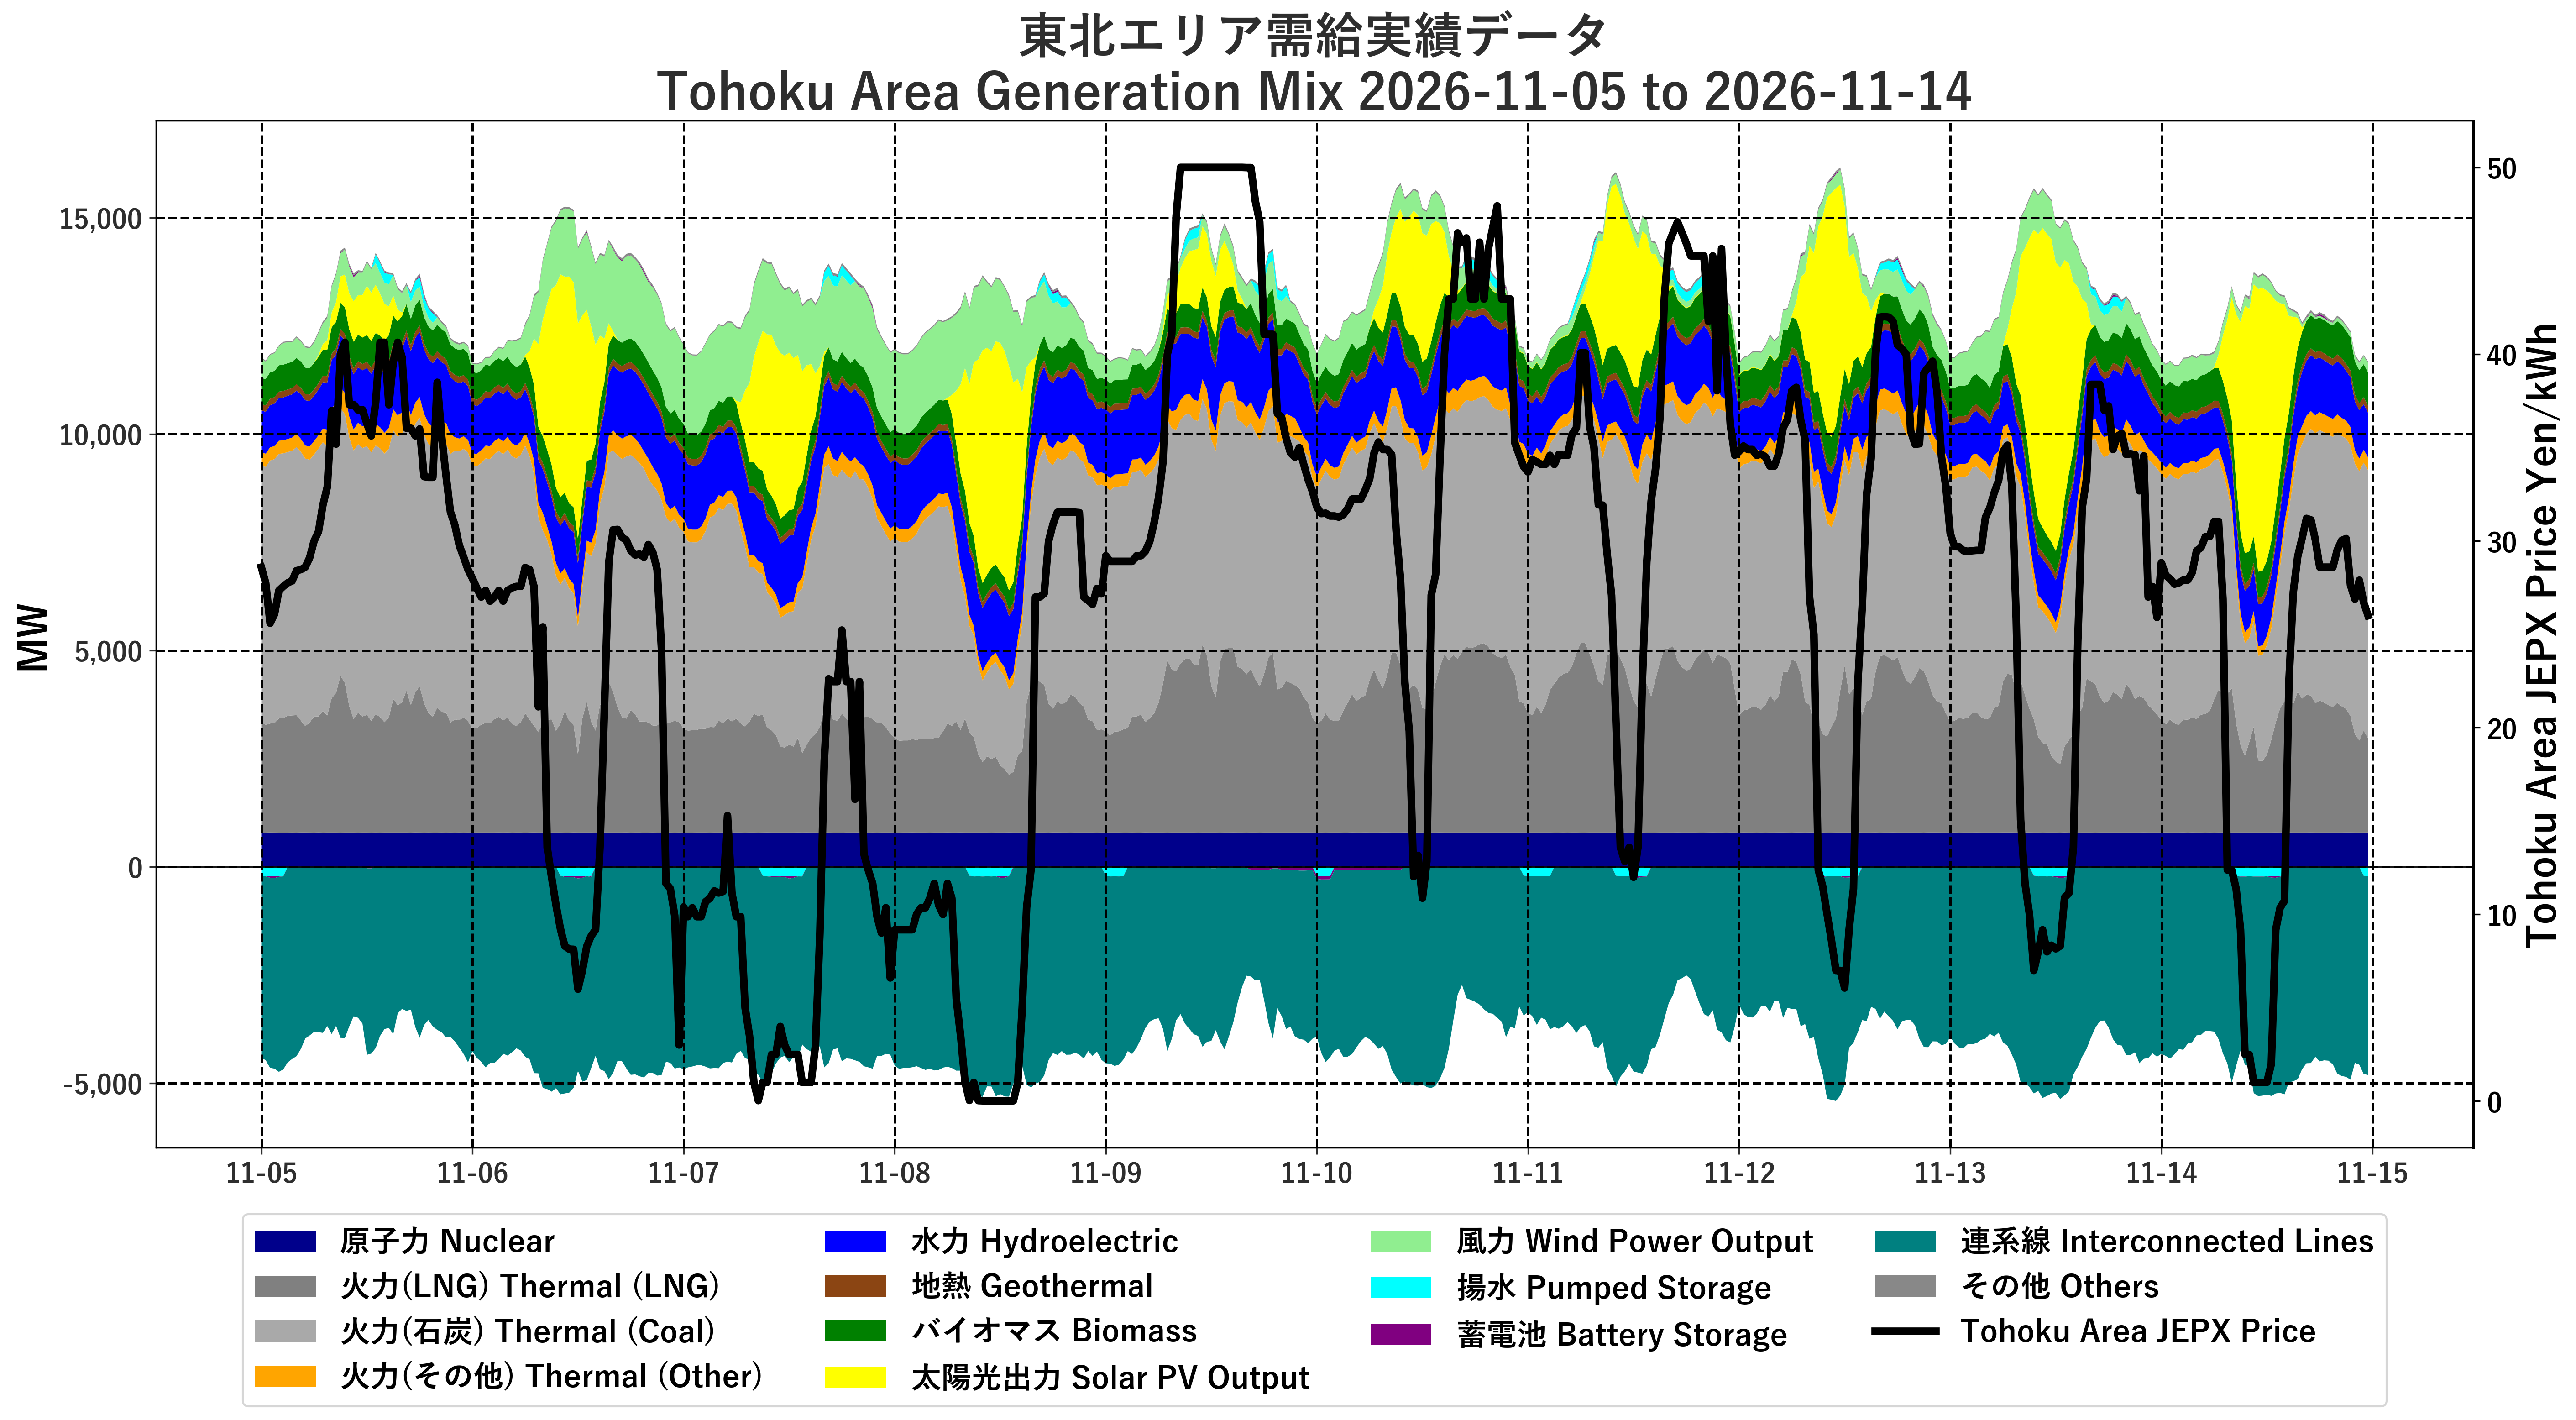 東北エリア需給実績データ
Tohoku Area Generation Mix 2026-11-05 to 2026-11-14
MW
15,000
10,000
5,000
0
-5,000
50
40
30
20
10
0
Tohoku Area JEPX Price Yen/kWh
11-05 11-06 11-07 11-08 11-09 11-10 11-11 11-12 11-13 11-14 11-15
原子力 Nuclear
火力(LNG) Thermal (LNG)
火力(石炭) Thermal (Coal)
火力(その他) Thermal (Other)
水力 Hydroelectric
地熱 Geothermal
バイオマス Biomass
太陽光出力 Solar PV Output
風力 Wind Power Output
揚水 Pumped Storage
蓄電池 Battery Storage
連系線 Interconnected Lines
その他 Others
Tohoku Area JEPX Price